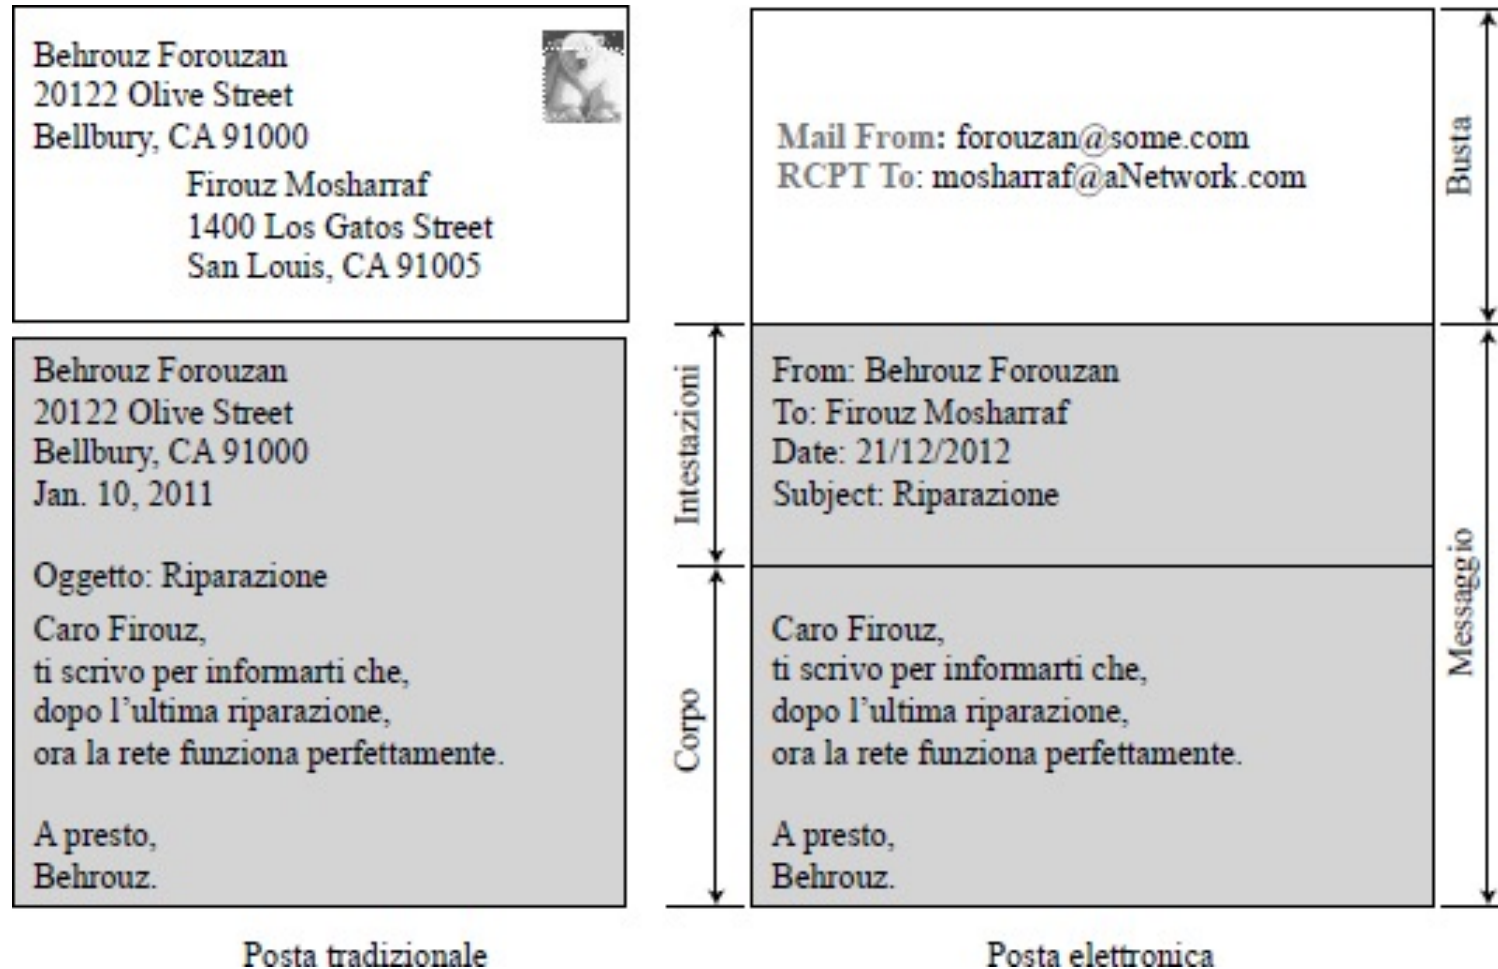 Behrouz Forouzan
20122 Olive Street
Bellbury, CA 91000
Firouz Mosharraf
1400 Los Gatos Street
San Louis, CA 91005
Behrouz Forouzan
20122 Olive Street
Bellbury, CA 91000
Jan. 10, 2011
Oggetto: Riparazione
Caro Firouz,
ti scrivo per informarti che,
dopo l’ultima riparazione,
ora la rete funziona perfettamente.
A presto,
Behrouz.
Posta tradizionale
Mail From: forouzan@some.com
RCPT To: mosharraf@aNetwork.com
Busta
Intestazioni
From: Behrouz Forouzan
To: Firouz Mosharraf
Date: 21/12/2012
Subject: Riparazione
Corpo
Caro Firouz,
ti scrivo per informarti che,
dopo l’ultima riparazione,
ora la rete funziona perfettamente.
A presto,
Behrouz.
Messaggio
Posta elettronica